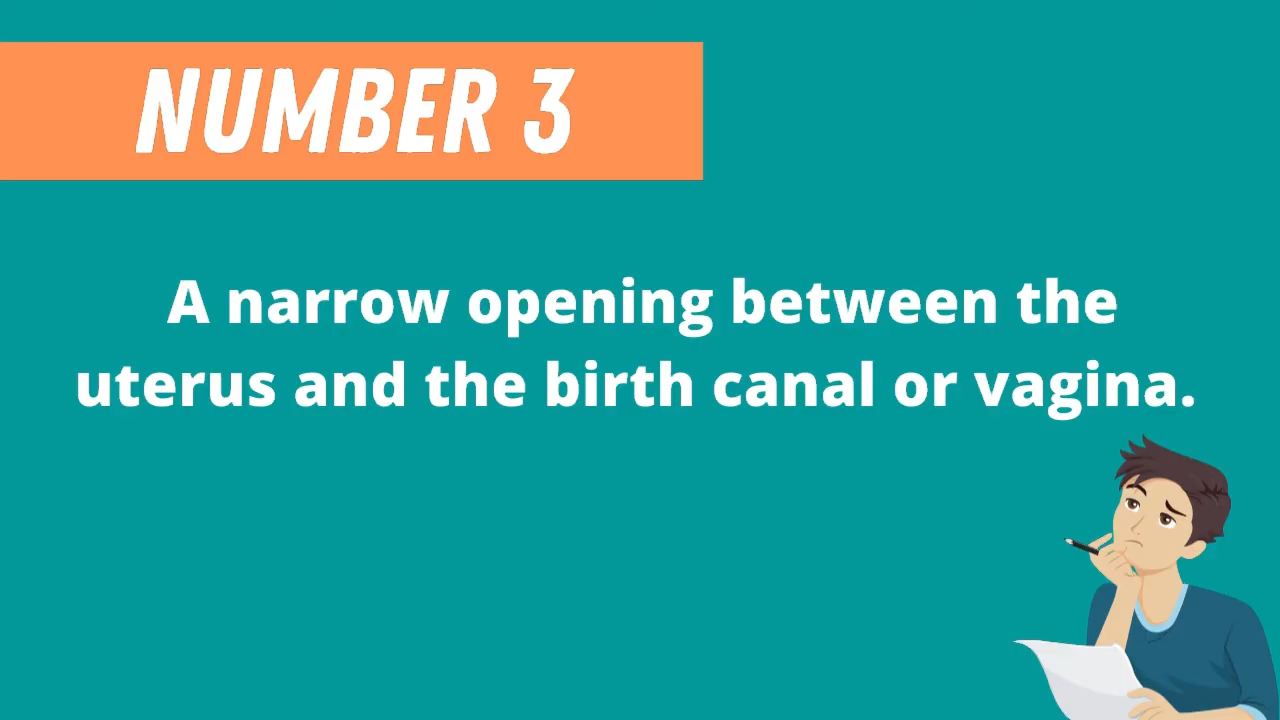 NUMBER 3
A narrow opening between the
uterus and the birth canal or vagina.